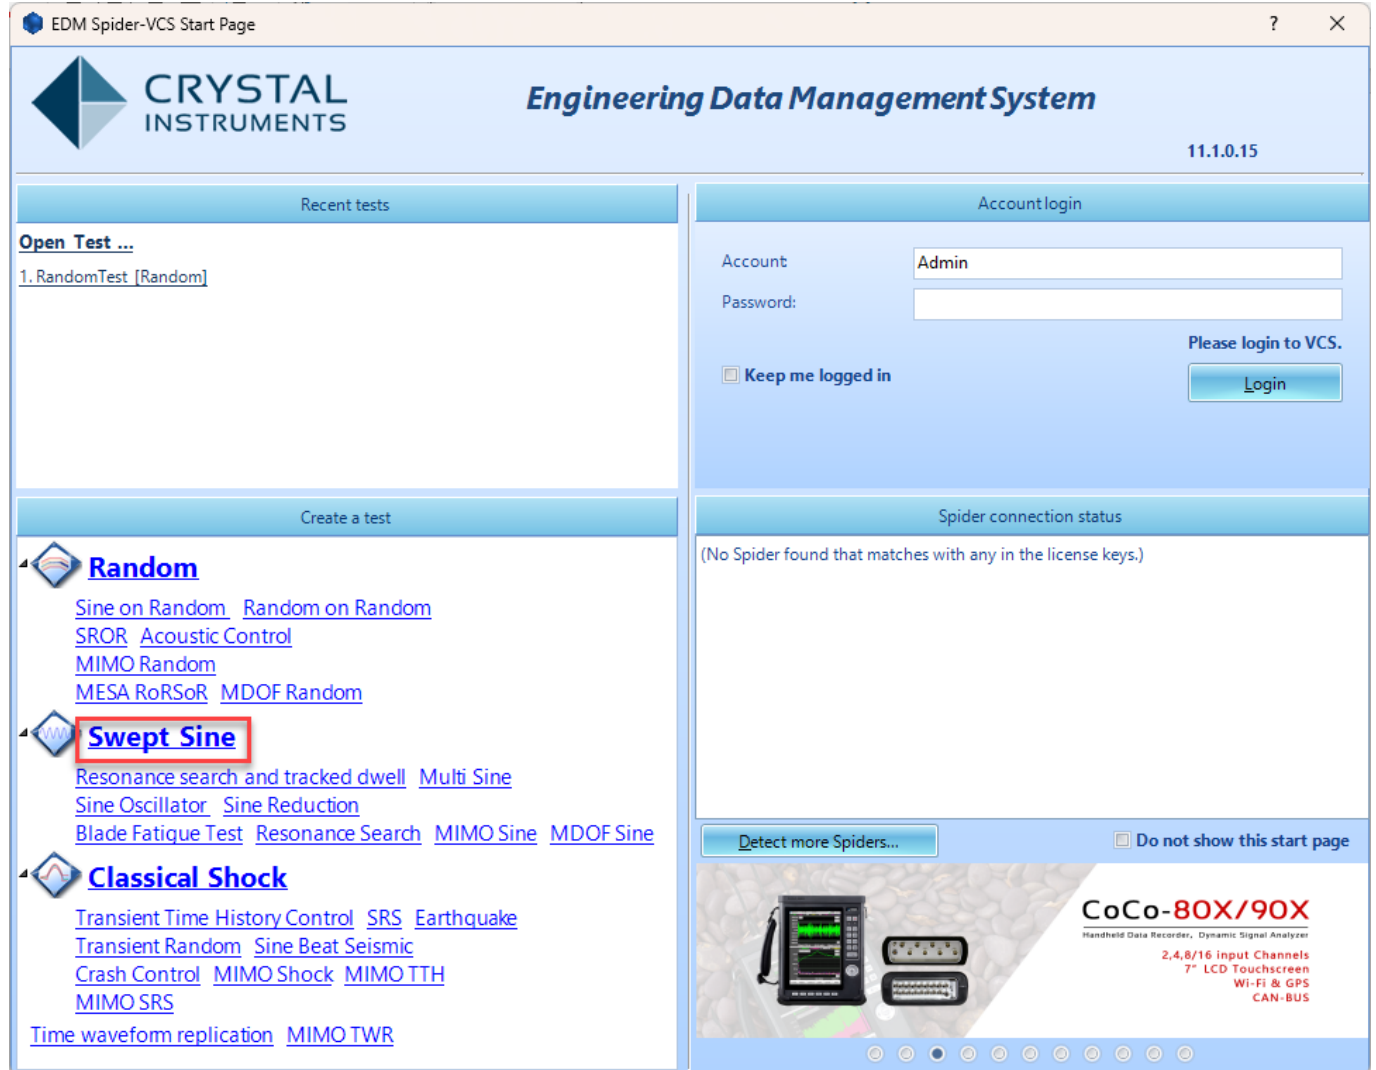 EDM Spider-VCS Start Page
?
CRYSTAL
INSTRUMENTS
Engineering Data Management System
11.1.0.15
Recent tests
Open Test ...
1. RandomTest [Random]
Account login
Account
Admin
Password:
Please login to VCS.
Keep me logged in
Login
Create a test
Random
Sine on Random Random on Random
SROR Acoustic Control
MIMO Random
MESA RoRSoR MDOF Random
Swept Sine
Resonance search and tracked dwell Multi Sine
Sine Oscillator Sine Reduction
Blade Fatigue Test Resonance Search MIMO Sine MDOF Sine
Classical Shock
Transient Time History Control SRS Earthquake
Transient Random Sine Beat Seismic
Crash Control MIMO Shock MIMO TTH
MIMO SRS
Time waveform replication MIMO TWR
Spider connection status
(No Spider found that matches with any in the license keys.)
Detect more Spiders...
Do not show this start page
CoCo-80X/90X
Handheld Data Recorder, Dynamic Signal Analyzer
2,4,8/16 input Channels
7" LCD Touchscreen
Wi-Fi & GPS
CAN-BUS